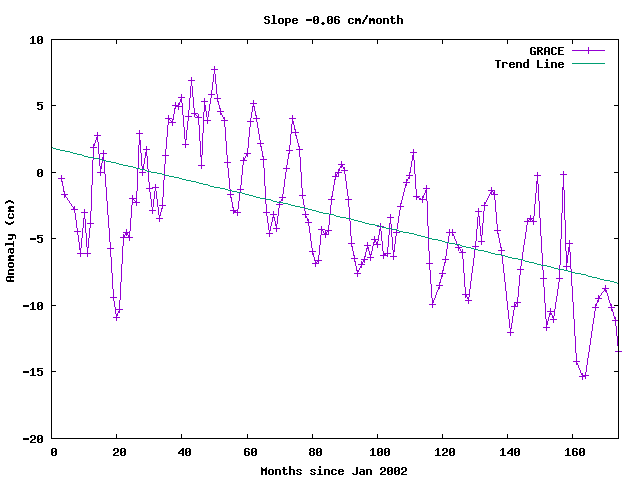 Slope -0.06 cm/month
GRACE
Trend Line
10
5
0
-5
-10
-15
-20
Anomaly (cm)
0 20 40 60 80 100 120 140 160
Months since Jan 2002